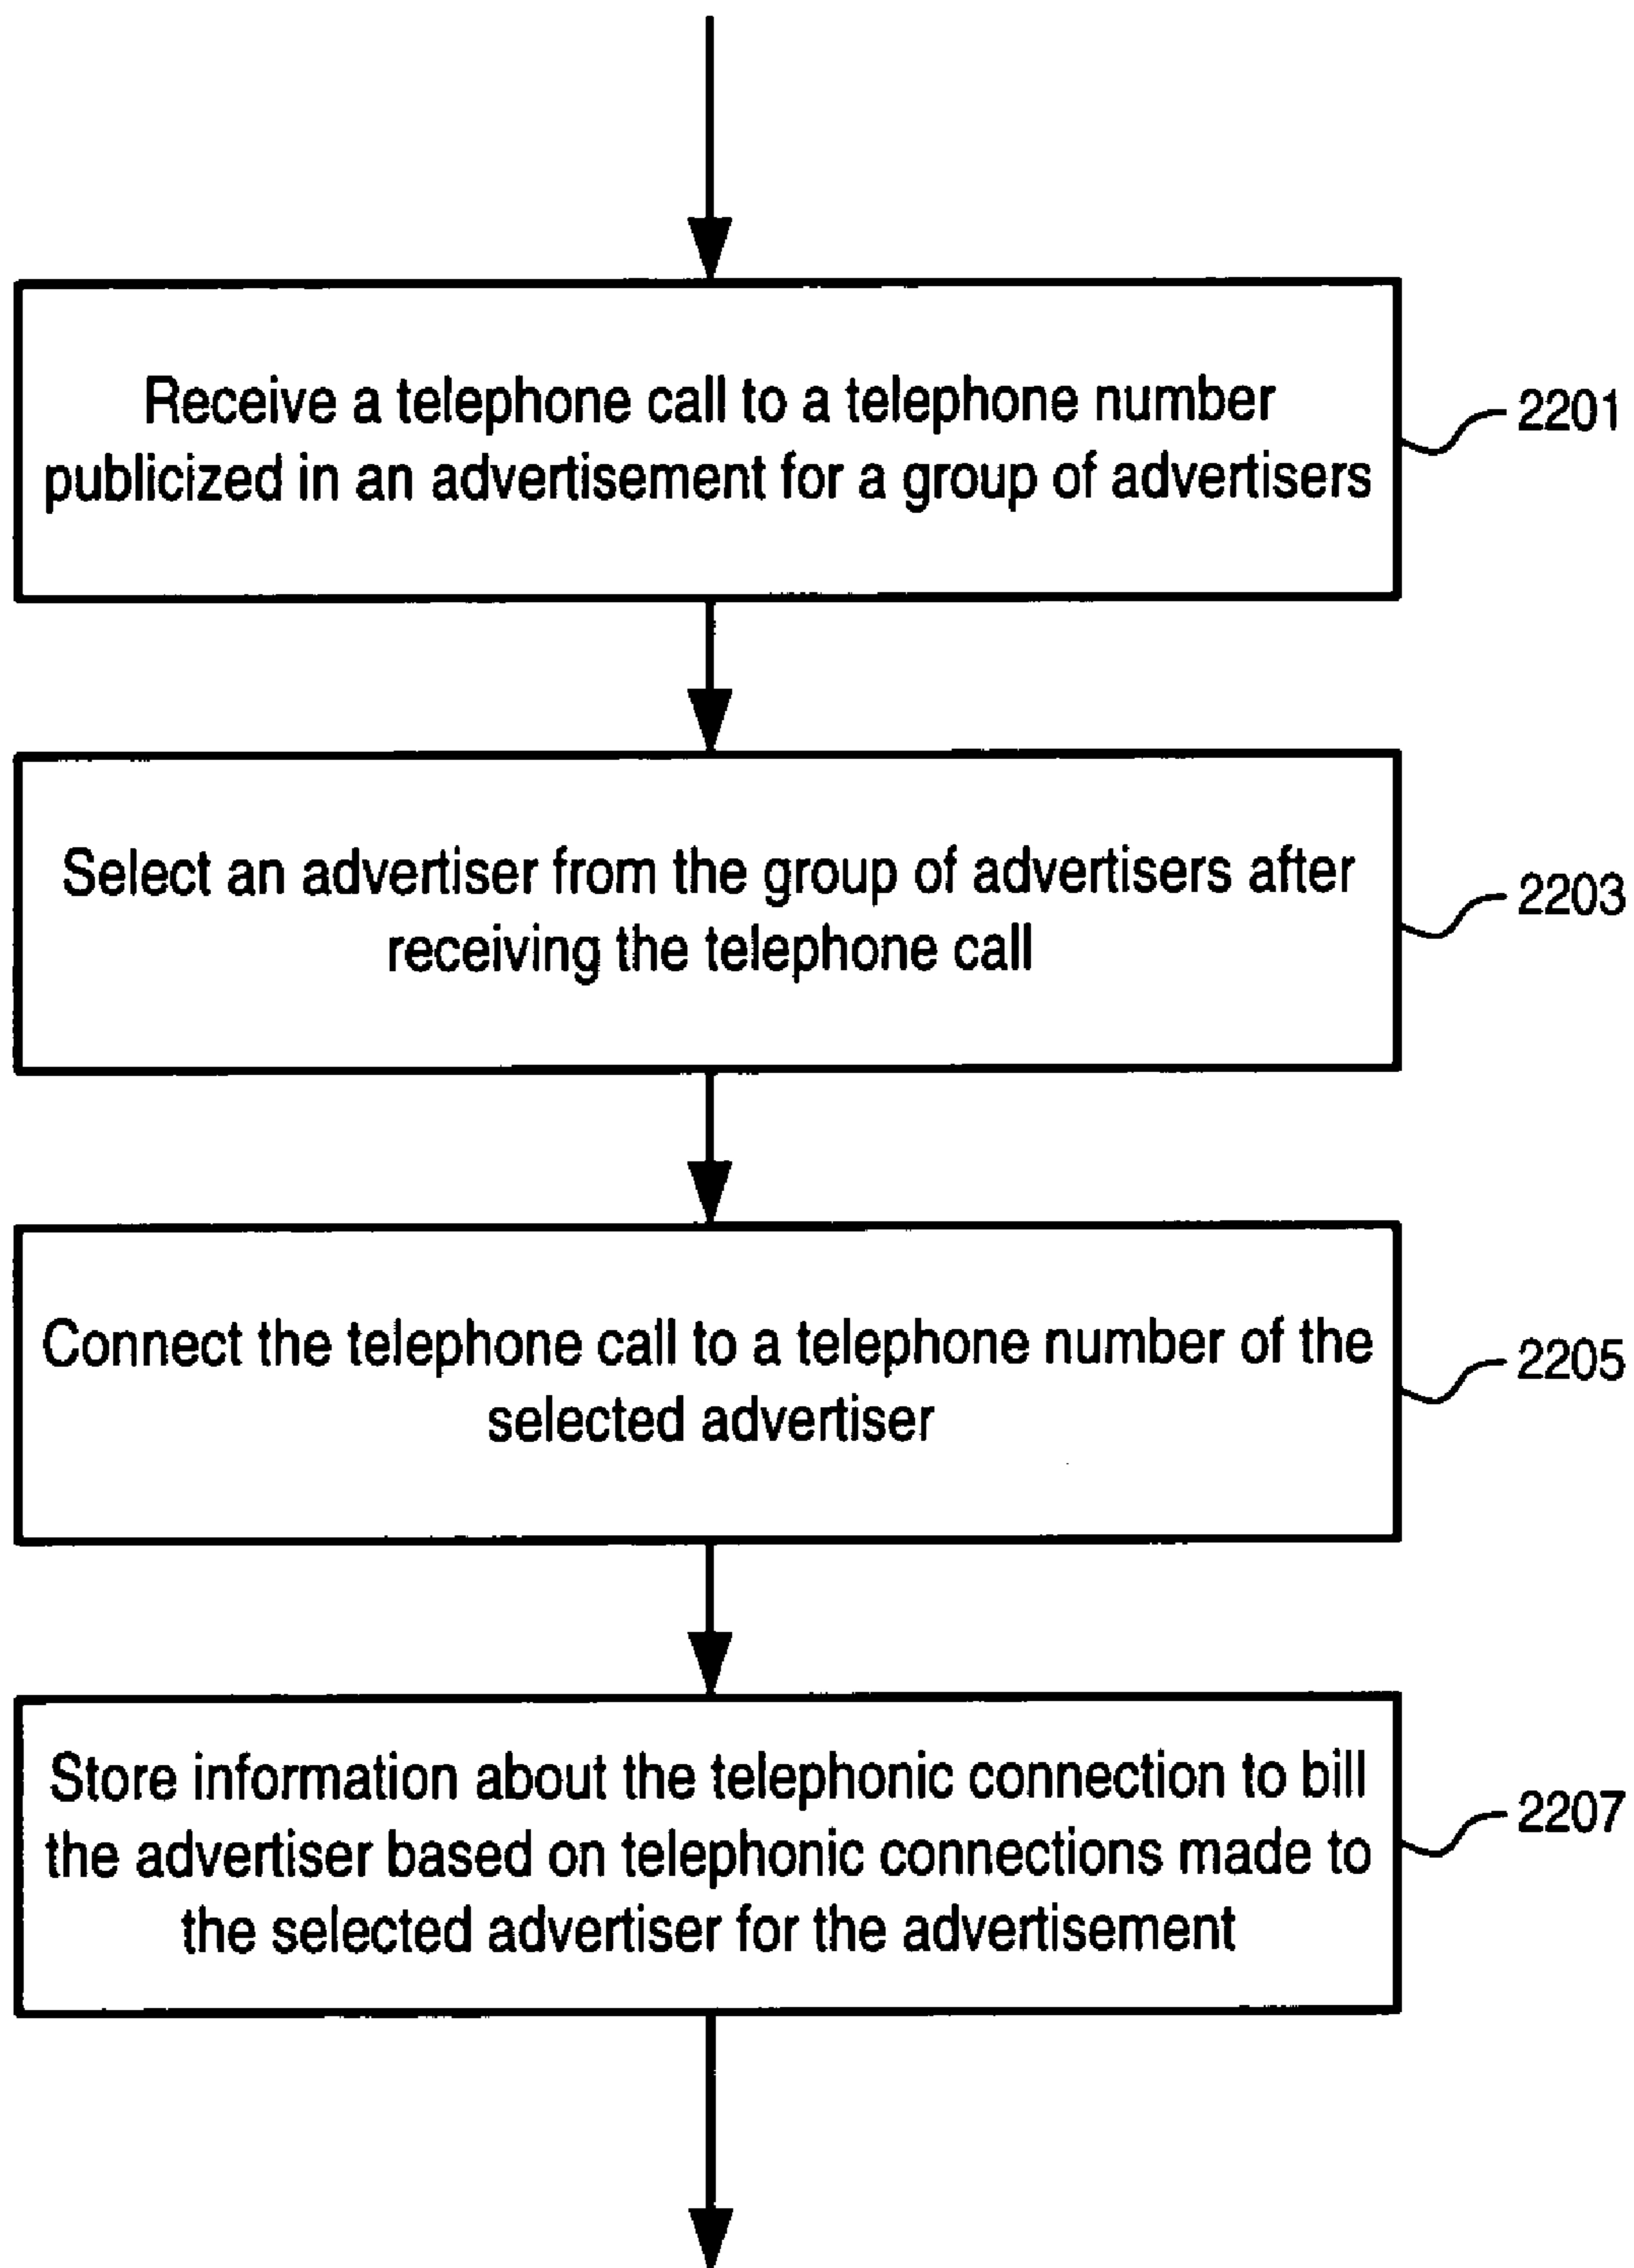 Receive a telephone call to a telephone number
publicized in an advertisement for a group of advertisers
2201
Select an advertiser from the group of advertisers after
receiving the telephone call
2203
Connect the telephone call to a telephone number of the
selected advertiser
2205
Store information about the telephonic connection to bill
the advertiser based on telephonic connections made to
the selected advertiser for the advertisement
2207